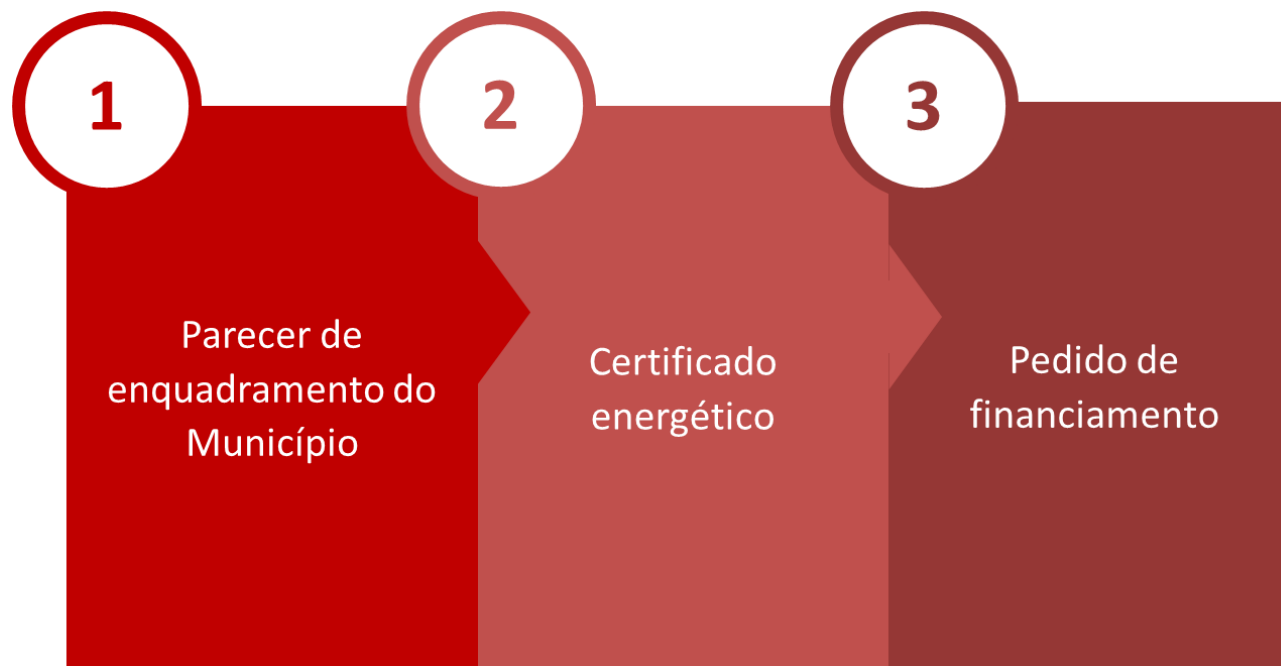 1
Parecer de
enquadramento do
Município
2
Certificado
energético
3
Pedido de
financiamento